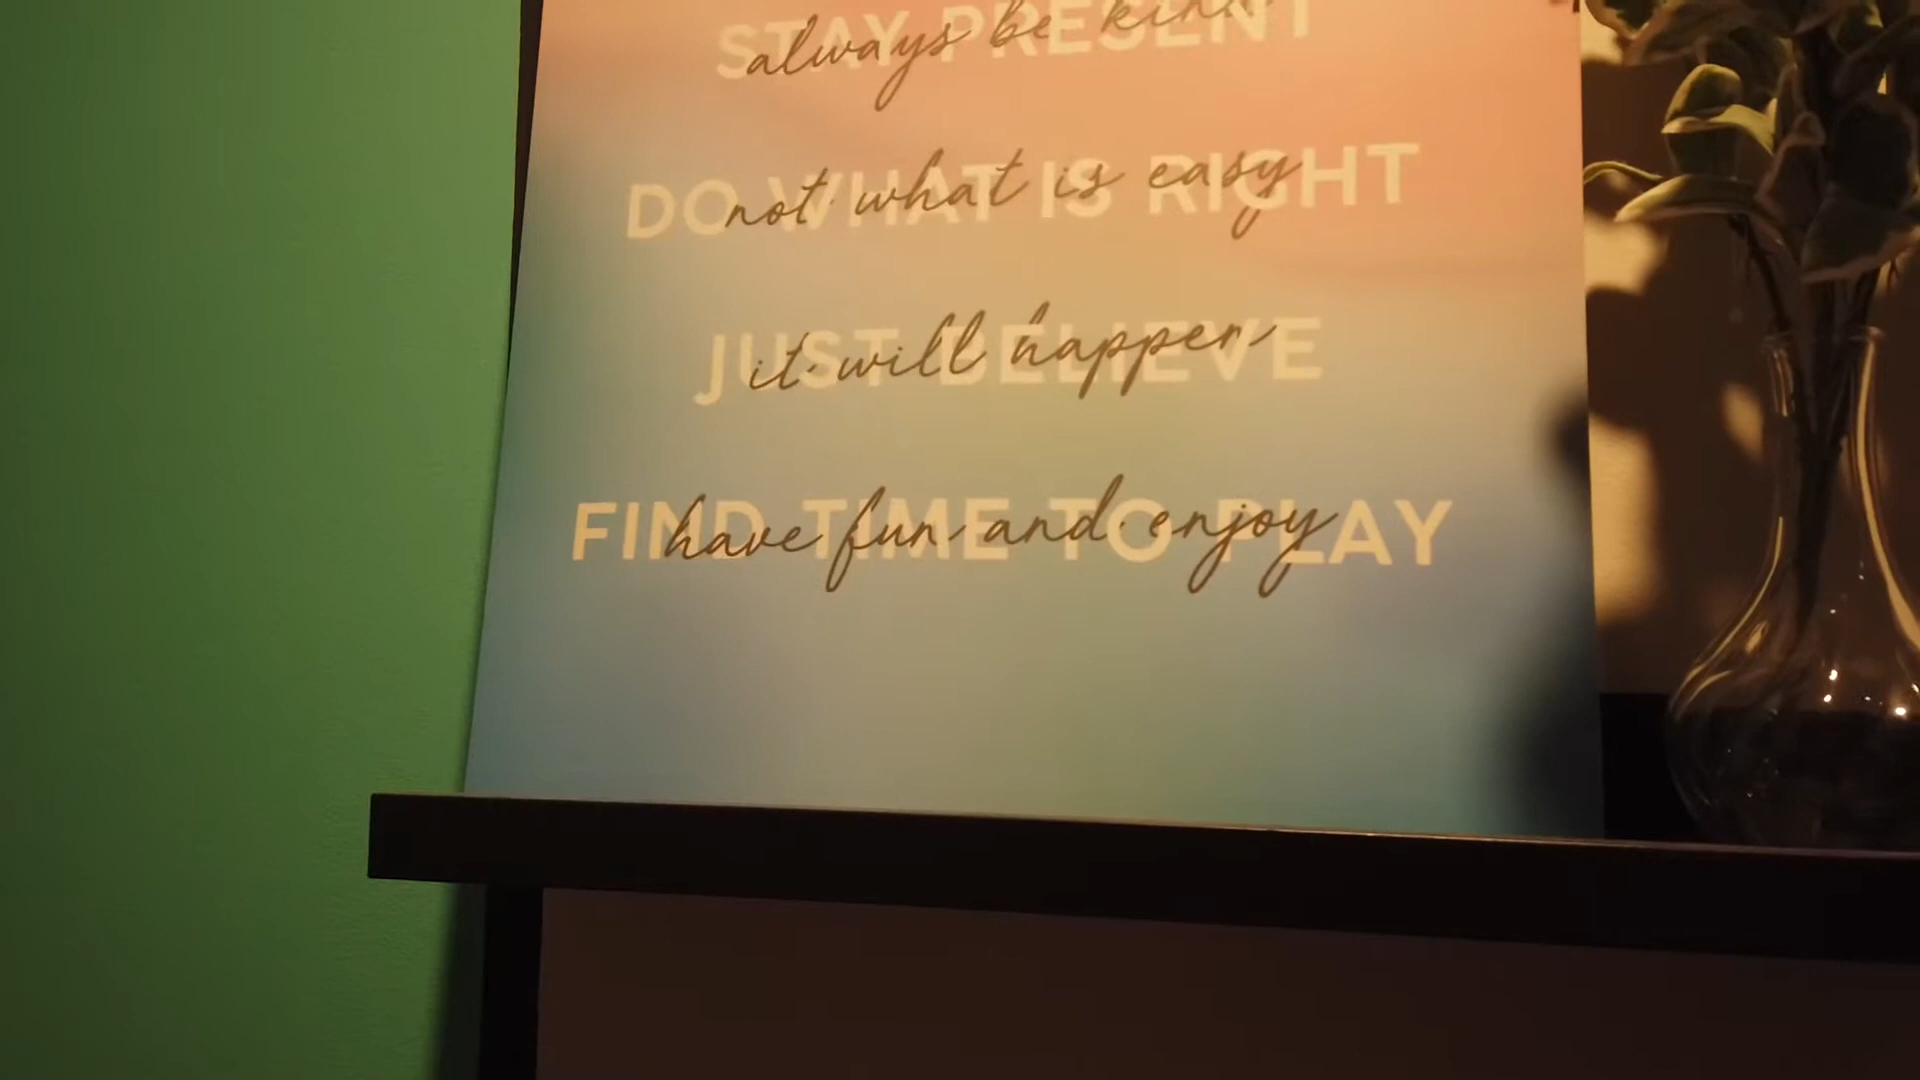 STAY PRESENT
always be kind
DO WHAT IS RIGHT
not what is easy
JUST BELIEVE
it will happen
FIND TIME TO PLAY
have fun and enjoy